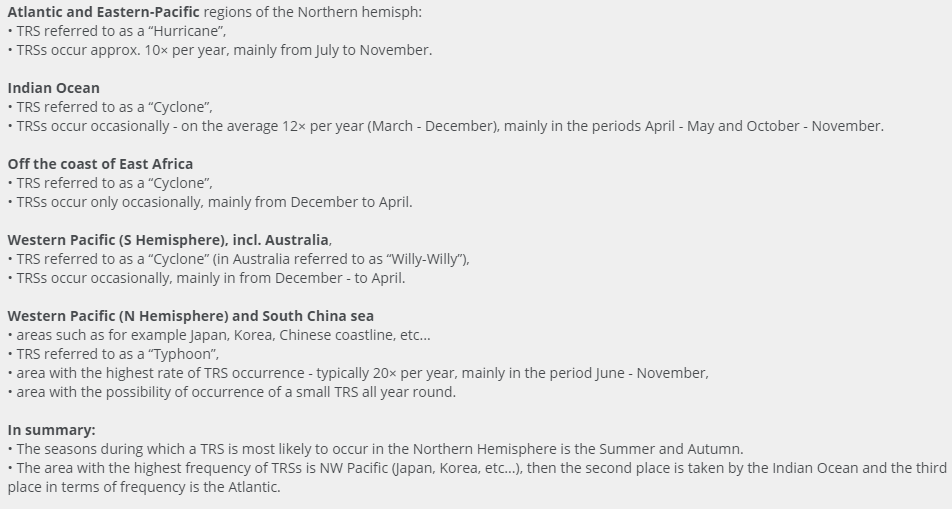 Atlantic and Eastern-Pacific regions of the Northern hemisph:
• TRS referred to as a “Hurricane”,
• TRSs occur approx. 10× per year, mainly from July to November.
Indian Ocean
• TRS referred to as a “Cyclone”,
• TRSs occur occasionally - on the average 12× per year (March - December), mainly in the periods April - May and October - November.
Off the coast of East Africa
• TRS referred to as a “Cyclone”,
• TRSs occur only occasionally, mainly from December to April.
Western Pacific (S Hemisphere), incl. Australia,
• TRS referred to as a “Cyclone” (in Australia referred to as “Willy-Willy”),
• TRSs occur occasionally, mainly in from December - to April.
Western Pacific (N Hemisphere) and South China sea
• areas such as for example Japan, Korea, Chinese coastline, etc...
• TRS referred to as a “Typhoon”,
• area with the highest rate of TRS occurrence - typically 20× per year, mainly in the period June - November,
• area with the possibility of occurrence of a small TRS all year round.
In summary:
• The seasons during which a TRS is most likely to occur in the Northern Hemisphere is the Summer and Autumn.
• The area with the highest frequency of TRSs is NW Pacific (Japan, Korea, etc...), then the second place is taken by the Indian Ocean and the third
place in terms of frequency is the Atlantic.